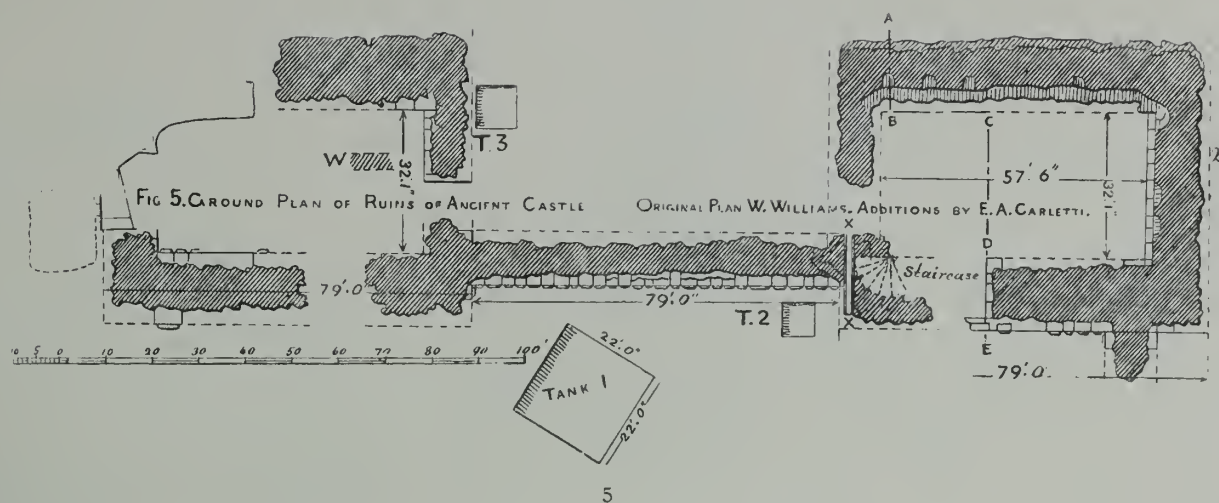 A
B
C
T.3
W
32'.1"
57'.6"
32'.1"
FIG 5. GROUND PLAN OF RUINS OF ANCIENT CASTLE ORIGINAL PLAN W. WILLIAMS. ADDITIONS BY E.A. CARLETTI.
X
D
Staircase
79'.0
79'.0"
T.2
X
E
79'.0
10 5 0 10 20 30 40 50 60 70 80 90 100'
22'.0"
TANK 1
22'.0"
5